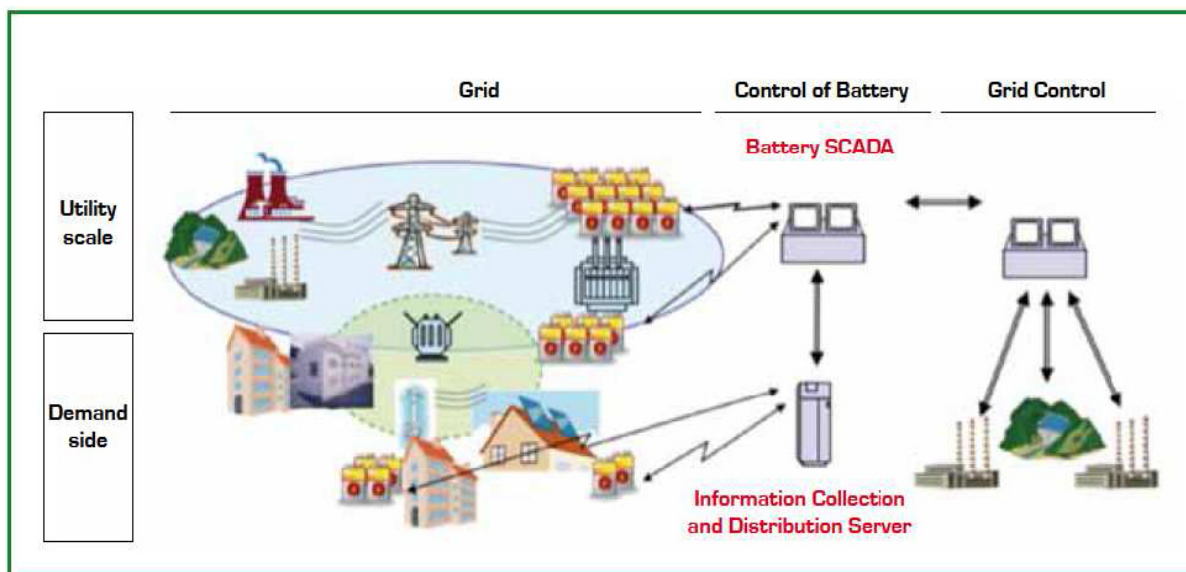 Grid
Control of Battery
Grid Control
Battery SCADA
Utility
scale
Demand
side
Information Collection
and Distribution Server